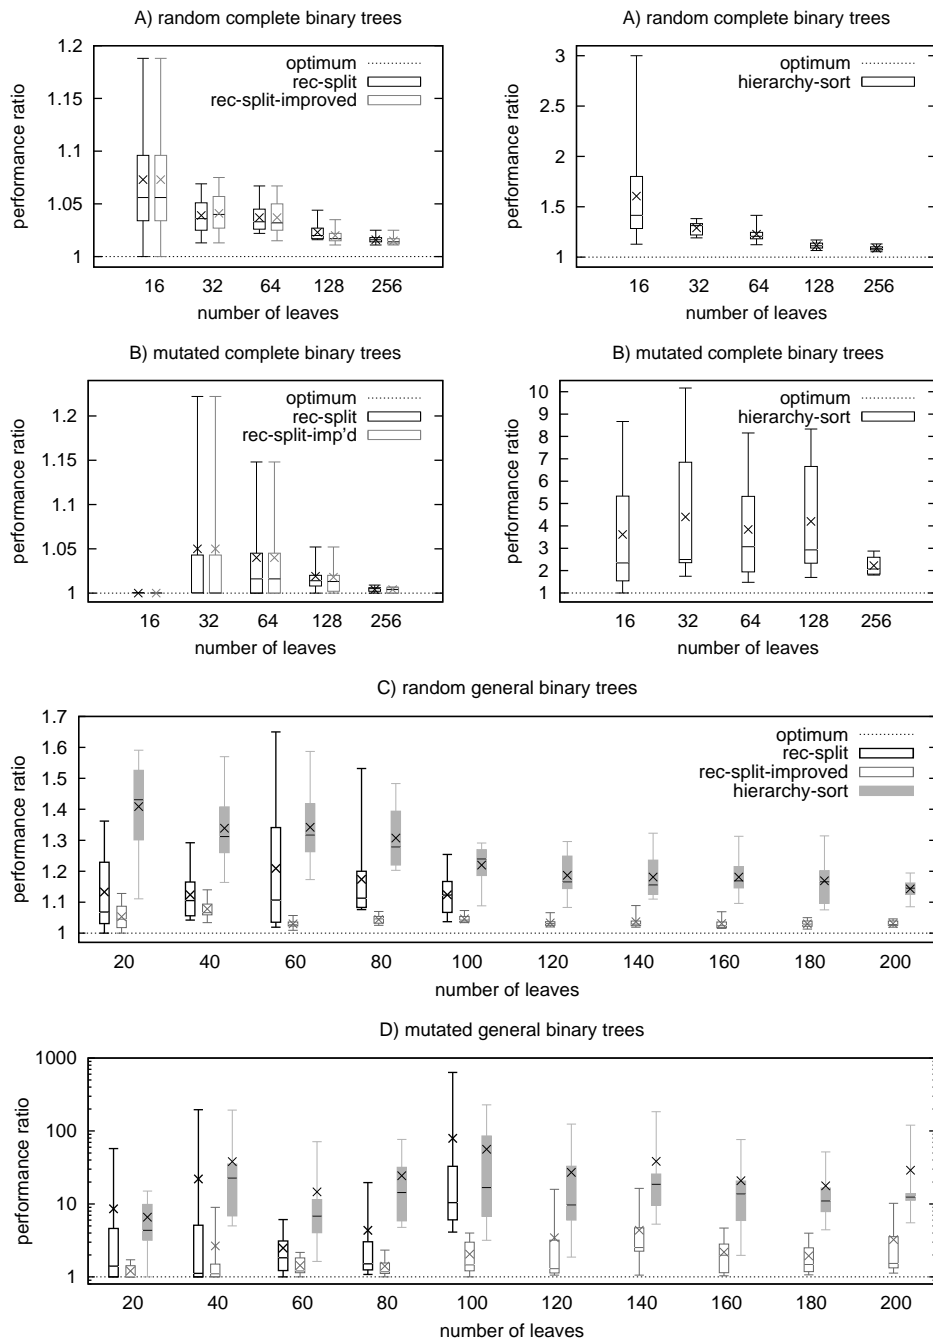 A) random complete binary trees
performance ratio
1.2
1.15
1.1
1.05
1
optimum
rec-split
rec-split-improved
16 32 64 128 256
number of leaves
A) random complete binary trees
performance ratio
3
2.5
2
1.5
1
optimum
hierarchy-sort
16 32 64 128 256
number of leaves
B) mutated complete binary trees
performance ratio
1.2
1.15
1.1
1.05
1
optimum
rec-split
rec-split-imp'd
16 32 64 128 256
number of leaves
B) mutated complete binary trees
performance ratio
10
9
8
7
6
5
4
3
2
1
optimum
hierarchy-sort
16 32 64 128 256
number of leaves
C) random general binary trees
performance ratio
1.7
1.6
1.5
1.4
1.3
1.2
1.1
1
optimum
rec-split
rec-split-improved
hierarchy-sort
20 40 60 80 100 120 140 160 180 200
number of leaves
D) mutated general binary trees
performance ratio
1000
100
10
1
20 40 60 80 100 120 140 160 180 200
number of leaves